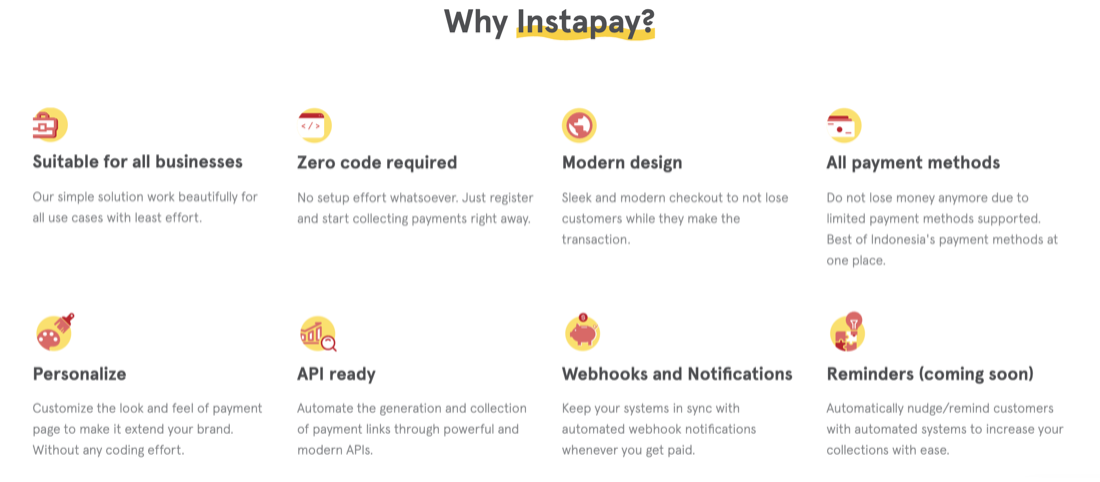 Why Instapay?
Suitable for all businesses
Our simple solution work beautifully for
all use cases with least effort.
Zero code required
No setup effort whatsoever. Just register
and start collecting payments right away.
Modern design
Sleek and modern checkout to not lose
customers while they make the
transaction.
All payment methods
Do not lose money anymore due to
limited payment methods supported.
Best of Indonesia's payment methods at
one place.
Personalize
Customize the look and feel of payment
page to make it extend your brand.
Without any coding effort.
API ready
Automate the generation and collection
of payment links through powerful and
modern APIs.
Webhooks and Notifications
Keep your systems in sync with
automated webhook notifications
whenever you get paid.
Reminders (coming soon)
Automatically nudge/remind customers
with automated systems to increase your
collections with ease.